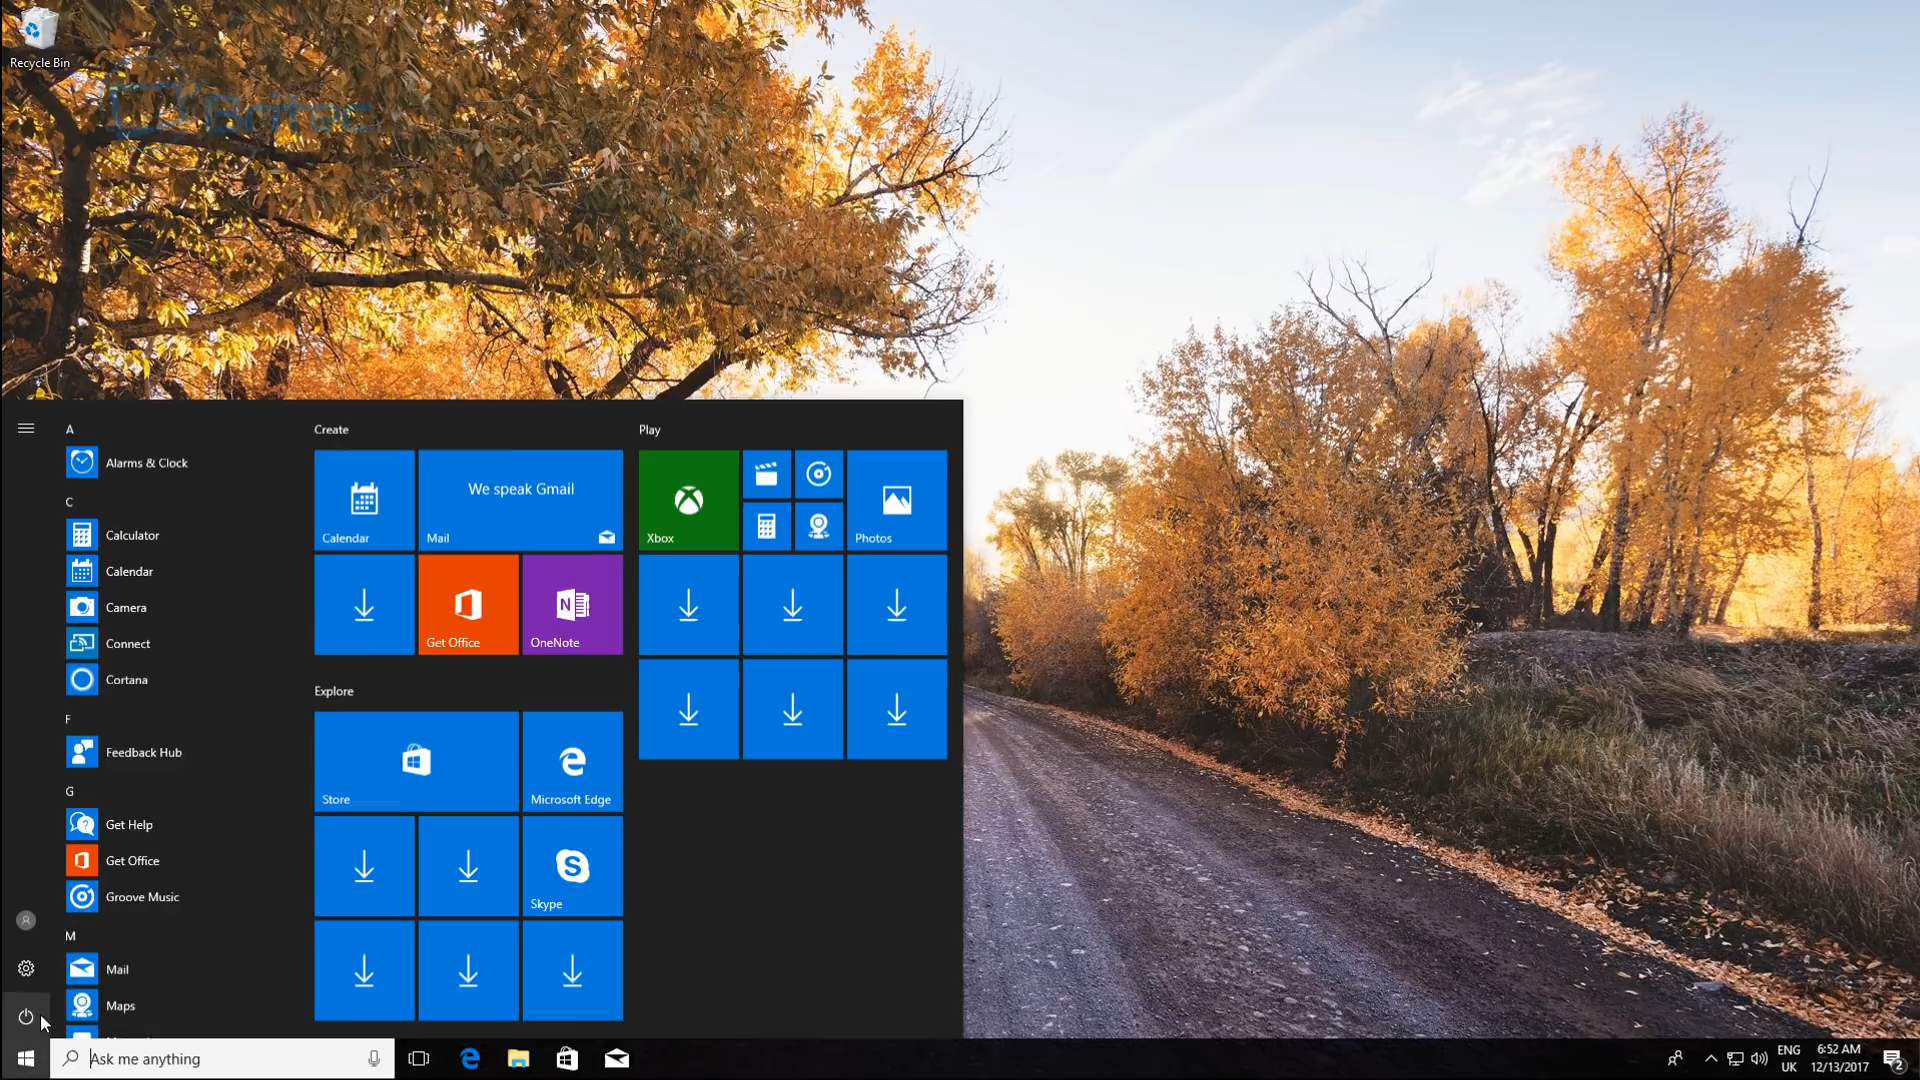 Recycle Bin
Britec
A
Alarms & Clock
C
Calculator
Calendar
Camera
Connect
Cortana
F
Feedback Hub
G
Get Help
Get Office
Groove Music
M
Mail
Maps
Create
Calendar
We speak Gmail
Mail
Get Office
OneNote
Explore
Store
Microsoft Edge
Skype
Play
Xbox
Photos
Ask me anything
ENG
UK
6:52 AM
12/13/2017
2